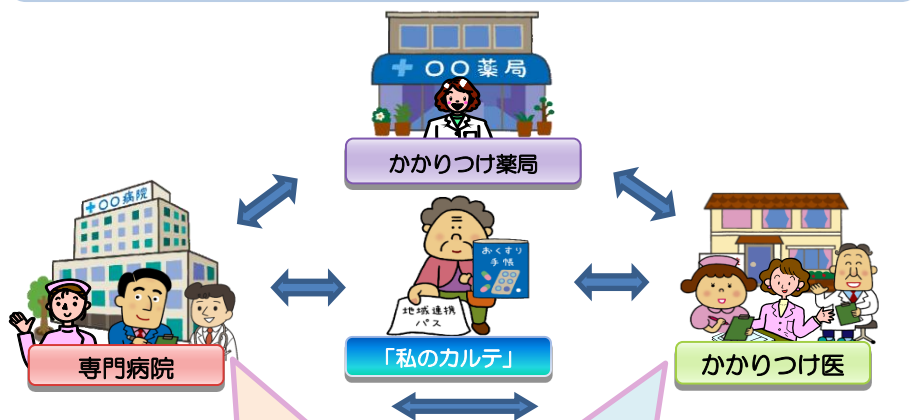 〇〇薬局
かかりつけ薬局
〇〇病院
おくすり
手帳
地域連携
パス
専門病院
「私のカルテ」
かかりつけ医